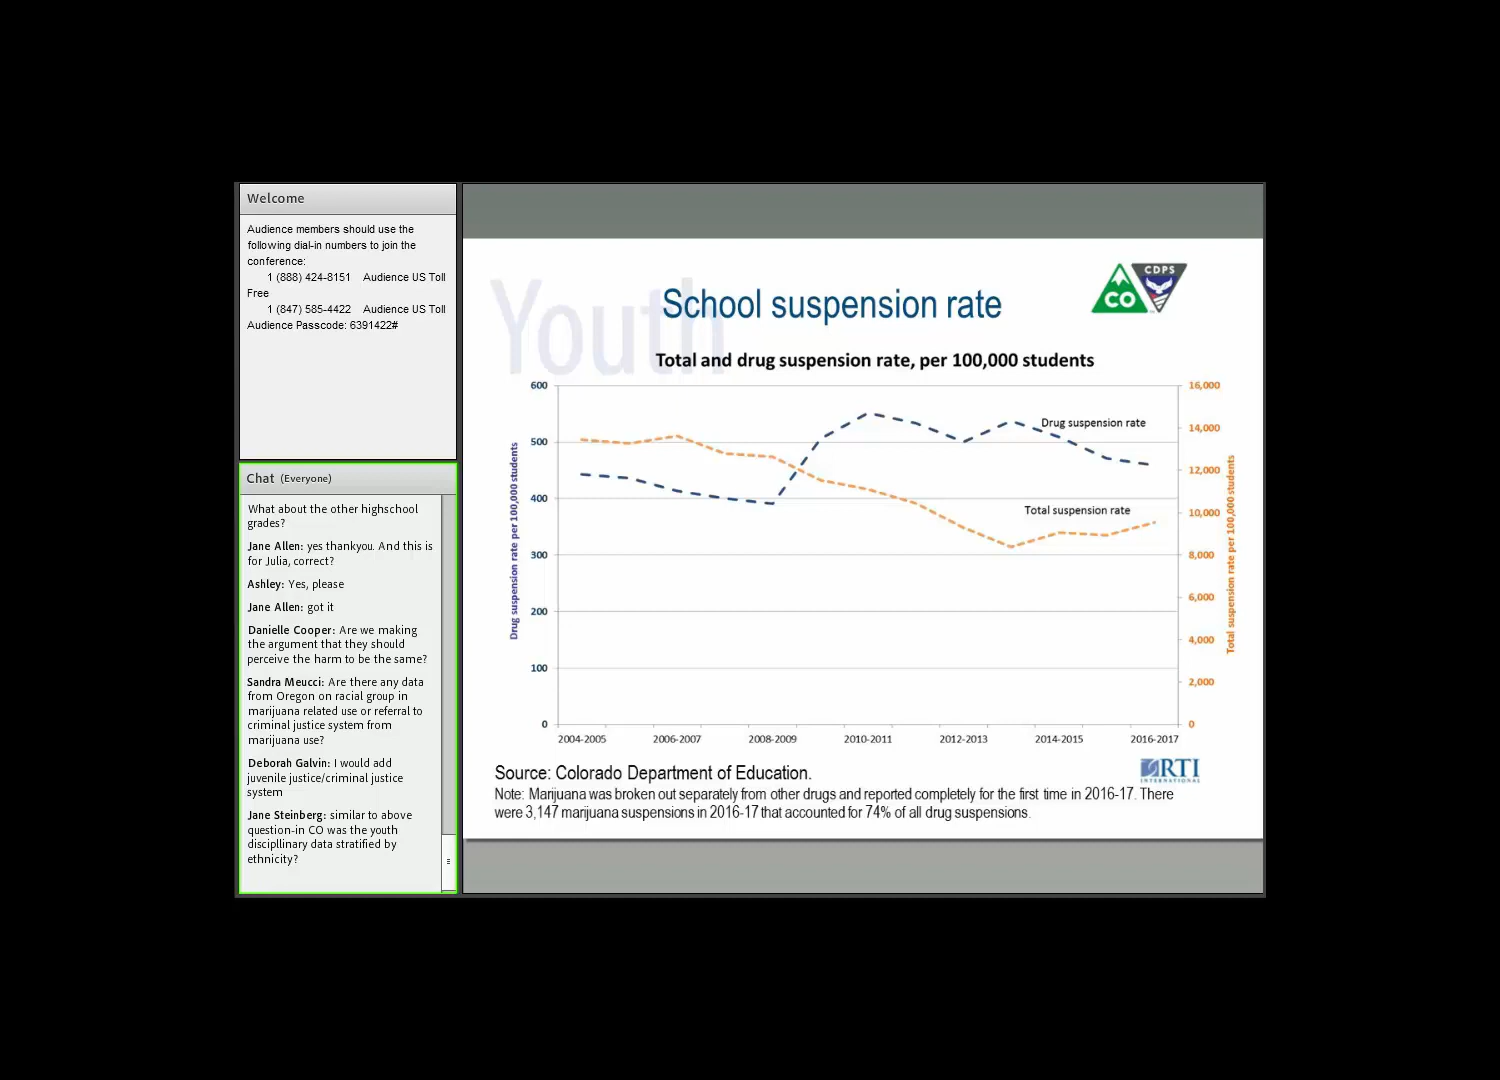 Welcome
Audience members should use the
following dial-in numbers to join the
conference:
1 (888) 424-8151 Audience US Toll
Free
1 (847) 585-4422 Audience US Toll
Audience Passcode: 6391422#
Chat (Everyone)
What about the other highschool
grades?
Jane Allen: yes thankyou. And this is
for Julia, correct?
Ashley: Yes, please
Jane Allen: got it
Danielle Cooper: Are we making
the argument that they should
perceive the harm to be the same?
Sandra Meucci: Are there any data
from Oregon on racial group in
marijuana related use or referral to
criminal justice system from
marijuana use?
Deborah Galvin: I would add
juvenile justice/criminal justice
system
Jane Steinberg: similar to above
question-in CO was the youth
discipllinary data stratified by
ethnicity?
Youth
School suspension rate
CO
CDPS
Total and drug suspension rate, per 100,000 students
Drug suspension rate per 100,000 students
600
500
400
300
200
100
0
Drug suspension rate
Total suspension rate
16,000
14,000
12,000
10,000
8,000
6,000
4,000
2,000
0
Total suspension rate per 100,000 students
2004-2005 2006-2007 2008-2009 2010-2011 2012-2013 2014-2015 2016-2017
Source: Colorado Department of Education.
RTI
INTERNATIONAL
Note: Marijuana was broken out separately from other drugs and reported completely for the first time in 2016-17. There
were 3,147 marijuana suspensions in 2016-17 that accounted for 74% of all drug suspensions.